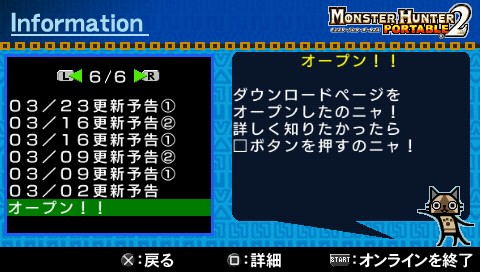 Information
MONSTER HUNTER
PORTABLE 2
L 6/6 R
03/23更新予告①
03/16更新予告②
03/16更新予告①
03/09更新予告②
03/09更新予告①
03/02更新予告
オープン!!
オープン!!
ダウンロードページを
オープンしたのニャ!
詳しく知りたかったら
□ボタンを押すのニャ!
×:戻る
□:詳細
START:オンラインを終了